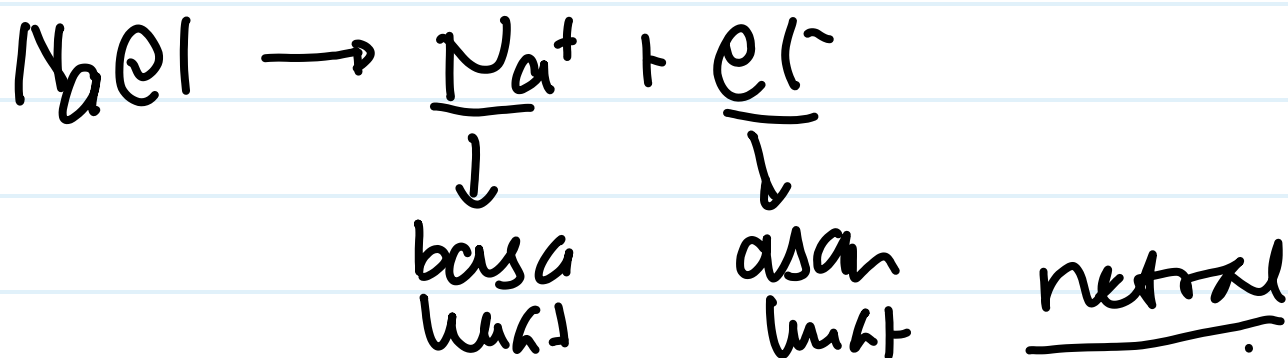 NaCl → Na⁺ + Cl⁻
↓ ↓
basa asam
kuat kuat netral